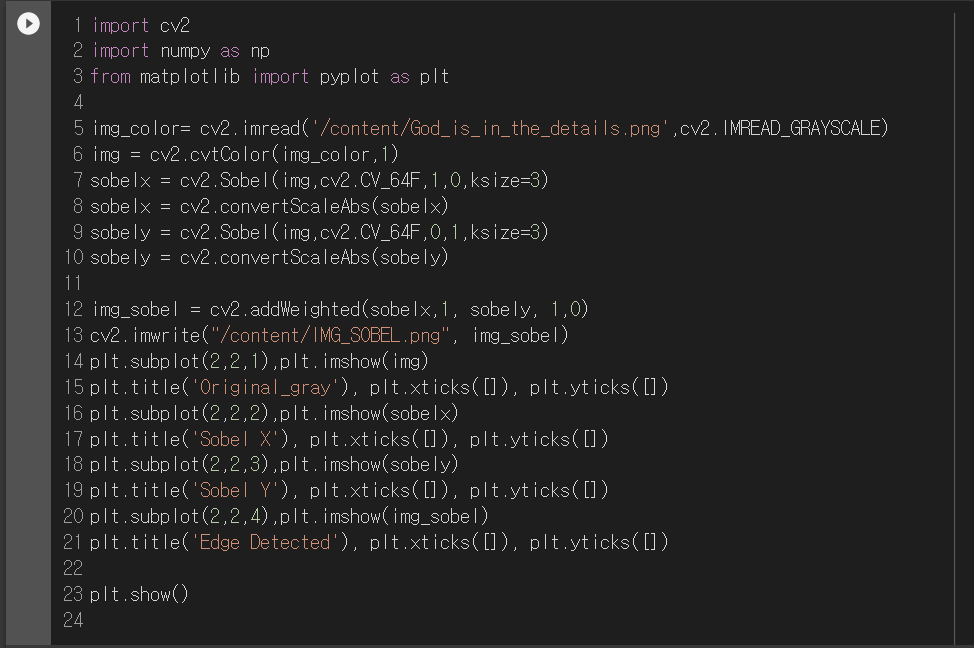 1 import cv2
2 import numpy as np
3 from matplotlib import pyplot as plt
4
5 img_color= cv2.imread('/content/God_is_in_the_details.png',cv2.IMREAD_GRAYSCALE)
6 img = cv2.cvtColor(img_color,1)
7 sobelx = cv2.Sobel(img,cv2.CV_64F,1,0,ksize=3)
8 sobelx = cv2.convertScaleAbs(sobelx)
9 sobely = cv2.Sobel(img,cv2.CV_64F,0,1,ksize=3)
10 sobely = cv2.convertScaleAbs(sobely)
11
12 img_sobel = cv2.addWeighted(sobelx,1, sobely, 1,0)
13 cv2.imwrite("/content/IMG_SOBEL.png", img_sobel)
14 plt.subplot(2,2,1),plt.imshow(img)
15 plt.title('Original_gray'), plt.xticks([]), plt.yticks([])
16 plt.subplot(2,2,2),plt.imshow(sobelx)
17 plt.title('Sobel X'), plt.xticks([]), plt.yticks([])
18 plt.subplot(2,2,3),plt.imshow(sobely)
19 plt.title('Sobel Y'), plt.xticks([]), plt.yticks([])
20 plt.subplot(2,2,4),plt.imshow(img_sobel)
21 plt.title('Edge Detected'), plt.xticks([]), plt.yticks([])
22
23 plt.show()
24